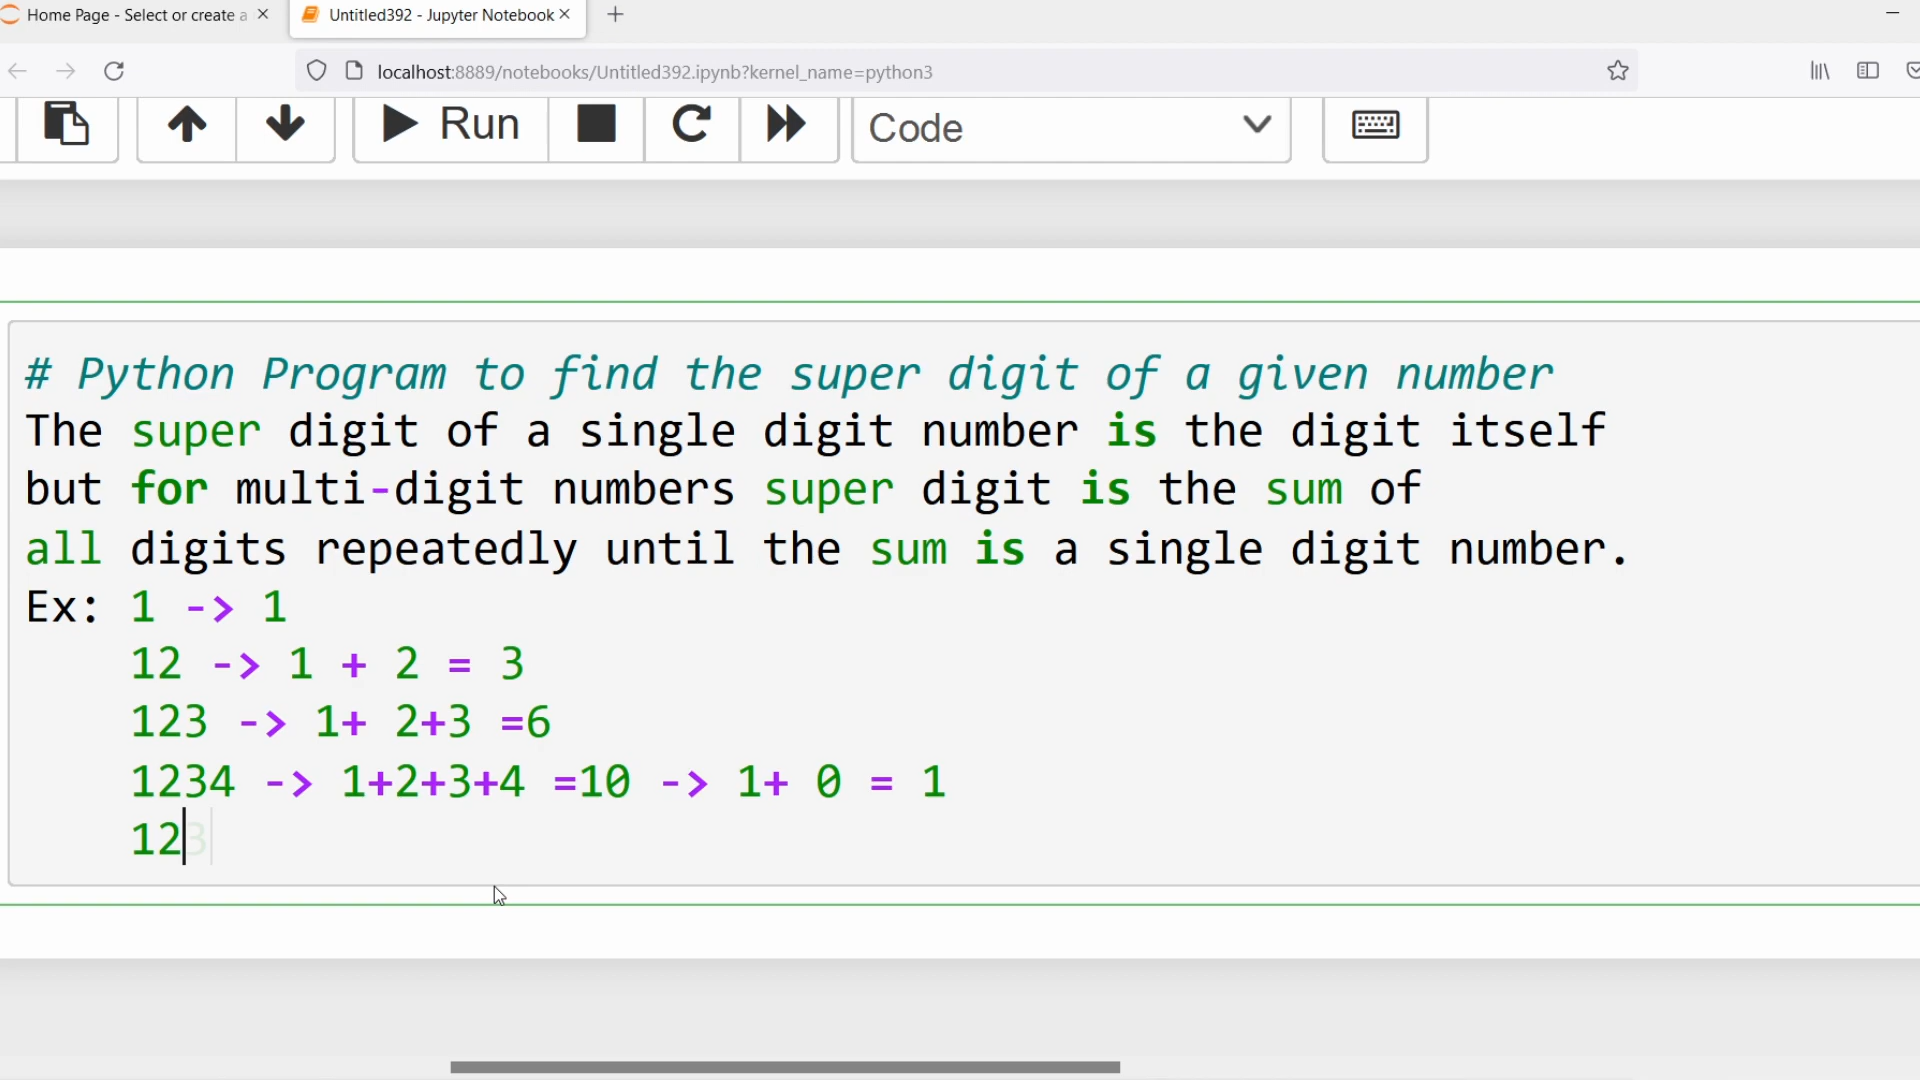 Home Page - Select or create a
Untitled392 - Jupyter Notebook
localhost:8889/notebooks/Untitled392.ipynb?kernel_name=python3
Run
Code
# Python Program to find the super digit of a given number
The super digit of a single digit number is the digit itself
but for multi-digit numbers super digit is the sum of
all digits repeatedly until the sum is a single digit number.
Ex: 1 -> 1
12 -> 1 + 2 = 3
123 -> 1+ 2+3 =6
1234 -> 1+2+3+4 =10 -> 1+ 0 = 1
123